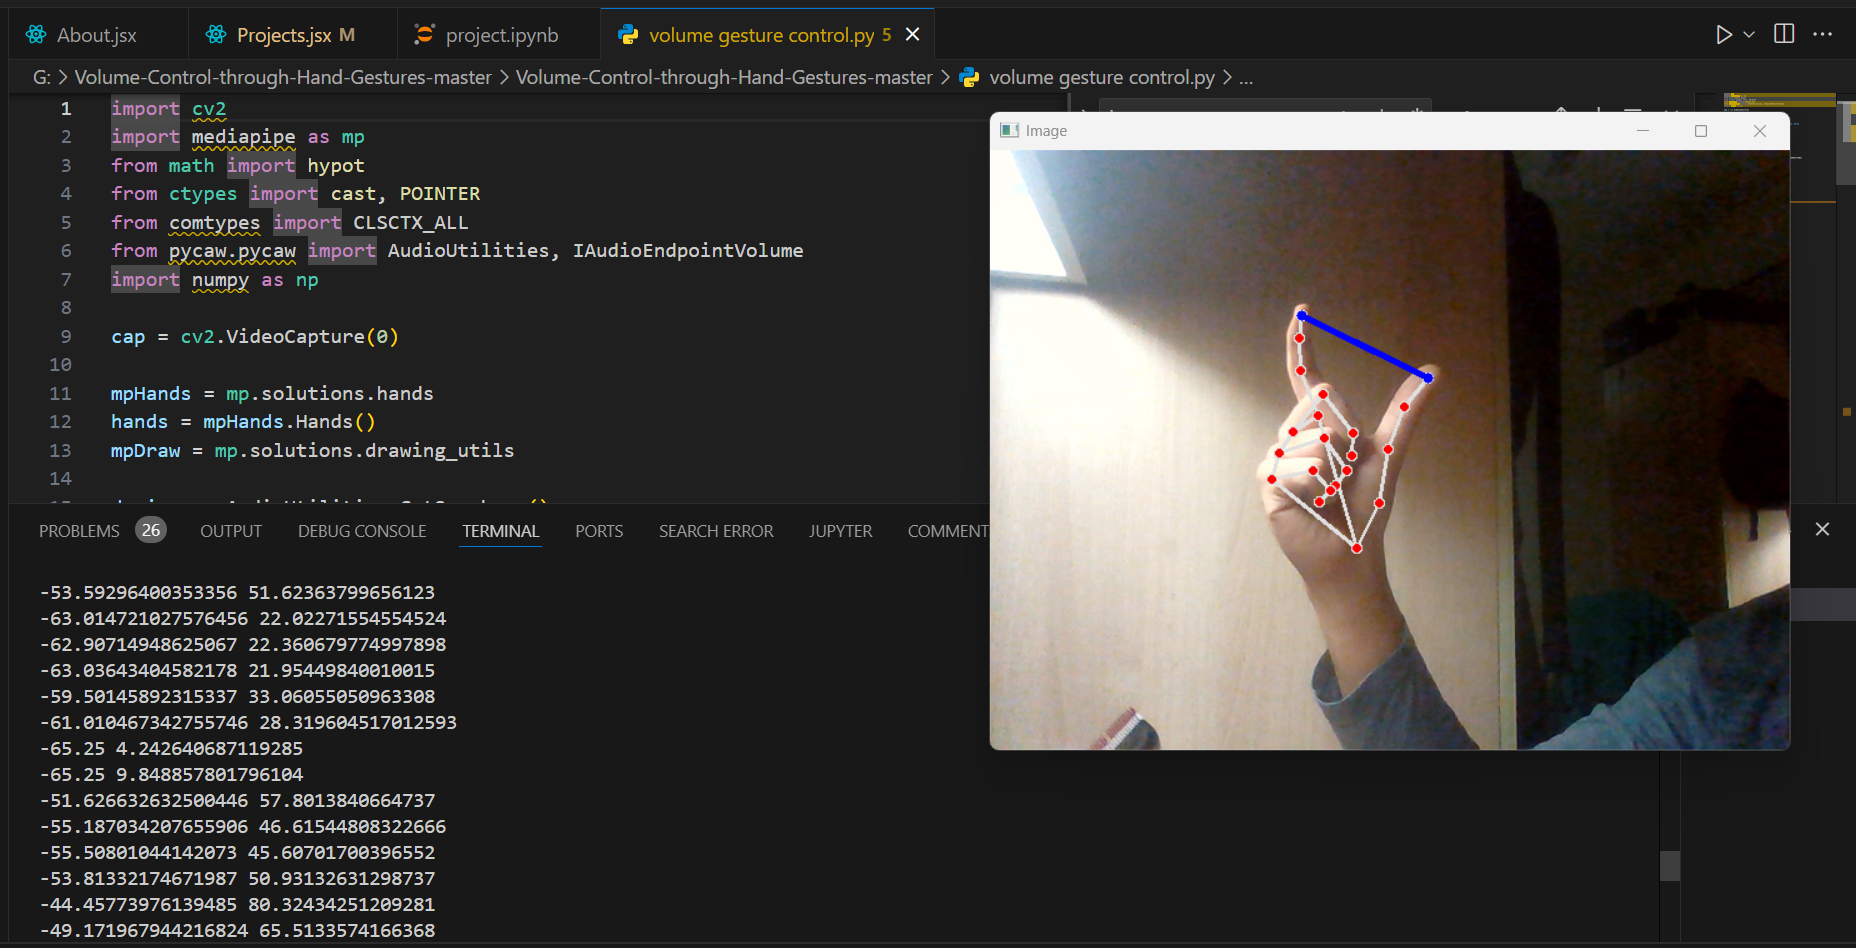 About.jsx
Projects.jsx M
project.ipynb
volume gesture control.py 5
G: > Volume-Control-through-Hand-Gestures-master > Volume-Control-through-Hand-Gestures-master > volume gesture control.py > ...
1 import cv2
2 import mediapipe as mp
3 from math import hypot
4 from ctypes import cast, POINTER
5 from comtypes import CLSCTX_ALL
6 from pycaw.pycaw import AudioUtilities, IAudioEndpointVolume
7 import numpy as np
8
9 cap = cv2.VideoCapture(0)
10
11 mpHands = mp.solutions.hands
12 hands = mpHands.Hands()
13 mpDraw = mp.solutions.drawing_utils
14
Image
PROBLEMS 26 OUTPUT DEBUG CONSOLE TERMINAL PORTS SEARCH ERROR JUPYTER COMMENT
-53.59296400353356 51.62363799656123
-63.014721027576456 22.02271554554524
-62.90714948625067 22.360679774997898
-63.03643404582178 21.95449840010015
-59.50145892315337 33.06055050963308
-61.010467342755746 28.319604517012593
-65.25 4.242640687119285
-65.25 9.848857801796104
-51.626632632500446 57.8013840664737
-55.187034207655906 46.61544808322666
-55.50801044142073 45.60701700396552
-53.81332174671987 50.93132631298737
-44.45773976139485 80.32434251209281
-49.171967944216824 65.5133574166368